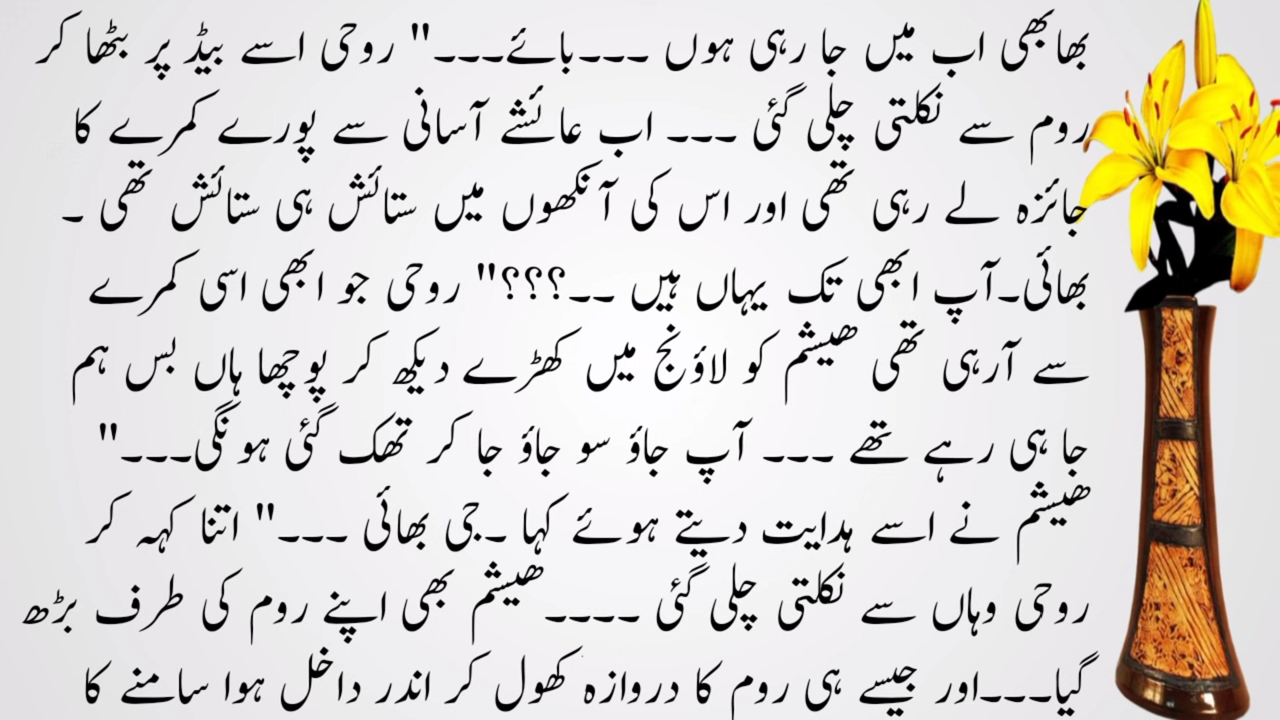 بھابھی اب میں جا رہی ہوں ۔۔۔بائے۔۔۔" روحی اسے بیڈ پر بٹھا کر
روم سے نکلتی چلی گئی ۔۔۔ اب عائشے آسانی سے پورے کمرے کا
جائزہ لے رہی تھی اور اس کی آنکھوں میں ستائش ہی ستائش تھی ۔
بھائی۔آپ ابھی تک یہاں ہیں ۔۔؟؟؟" روحی جو ابھی اسی کمرے
سے آرہی تھی ھیشم کو لاؤنج میں کھڑے دیکھ کر پوچھا ہاں بس ہم
جا ہی رہے تھے ۔۔۔ آپ جاؤ سو جاؤ جا کر تھک گئی ہونگی۔۔۔"
ھیشم نے اسے ہدایت دیتے ہوئے کہا ۔جی بھائی ۔۔۔" اتنا کہہ کر
روحی وہاں سے نکلتی چلی گئی ۔۔۔۔ھیشم بھی اپنے روم کی طرف بڑھ
گیا۔۔۔اور جیسے ہی روم کا دروازہ کھول کر اندر داخل ہوا سامنے کا